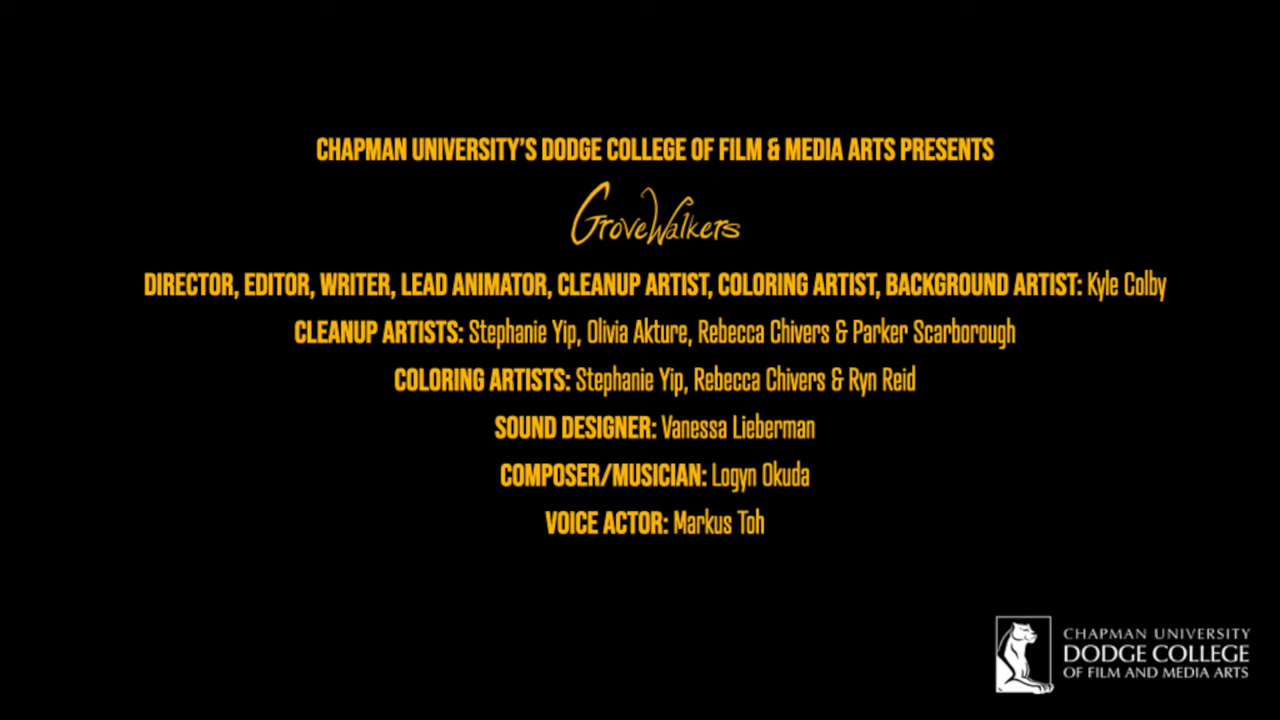 CHAPMAN UNIVERSITY'S DODGE COLLEGE OF FILM & MEDIA ARTS PRESENTS
GroveWalkers
DIRECTOR, EDITOR, WRITER, LEAD ANIMATOR, CLEANUP ARTIST, COLORING ARTIST, BACKGROUND ARTIST: Kyle Colby
CLEANUP ARTISTS: Stephanie Yip, Olivia Akture, Rebecca Chivers & Parker Scarborough
COLORING ARTISTS: Stephanie Yip, Rebecca Chivers & Ryn Reid
SOUND DESIGNER: Vanessa Lieberman
COMPOSER/MUSICIAN: Logyn Okuda
VOICE ACTOR: Markus Toh
CHAPMAN UNIVERSITY
DODGE COLLEGE
OF FILM AND MEDIA ARTS